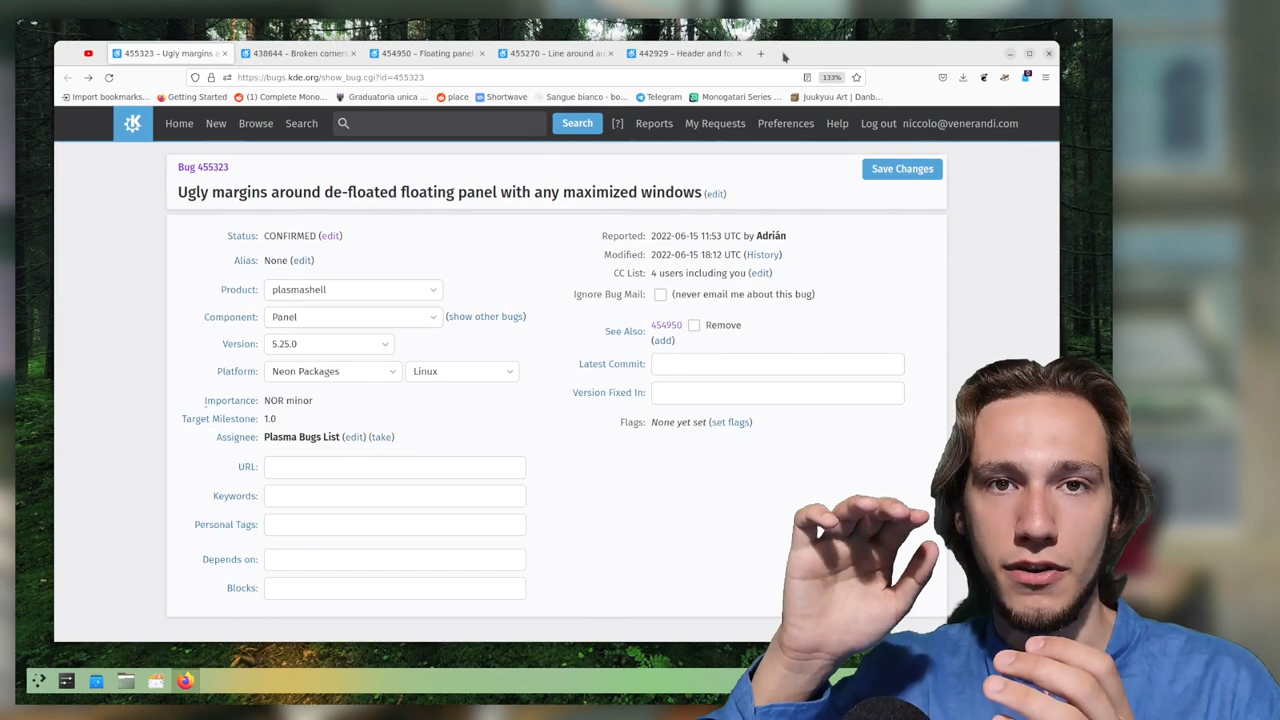 455323 – Ugly margins a
438644 – Broken corners
454950 – Floating panel
455270 – Line around au
442929 – Header and foo
https://bugs.kde.org/show_bug.cgi?id=455323
133%
Import bookmarks...
Getting Started
(1) Complete Mono...
Graduatoria unica ...
place
Shortwave
Sangue bianco - bo...
Telegram
Monogatari Series ...
Juukyuu Art | Danb...
Home
New
Browse
Search
Search
[?]
Reports
My Requests
Preferences
Help
Log out niccolo@venerandi.com
Bug 455323
Save Changes
Ugly margins around de-floated floating panel with any maximized windows (edit)
Status: CONFIRMED (edit)
Alias: None (edit)
Product: plasmashell
Component: Panel (show other bugs)
Version: 5.25.0
Platform: Neon Packages Linux
Importance: NOR minor
Target Milestone: 1.0
Assignee: Plasma Bugs List (edit) (take)
URL:
Keywords:
Personal Tags:
Depends on:
Blocks:
Reported: 2022-06-15 11:53 UTC by Adrián
Modified: 2022-06-15 18:12 UTC (History)
CC List: 4 users including you (edit)
Ignore Bug Mail: (never email me about this bug)
See Also: 454950 Remove
(add)
Latest Commit:
Version Fixed In:
Flags: None yet set (set flags)